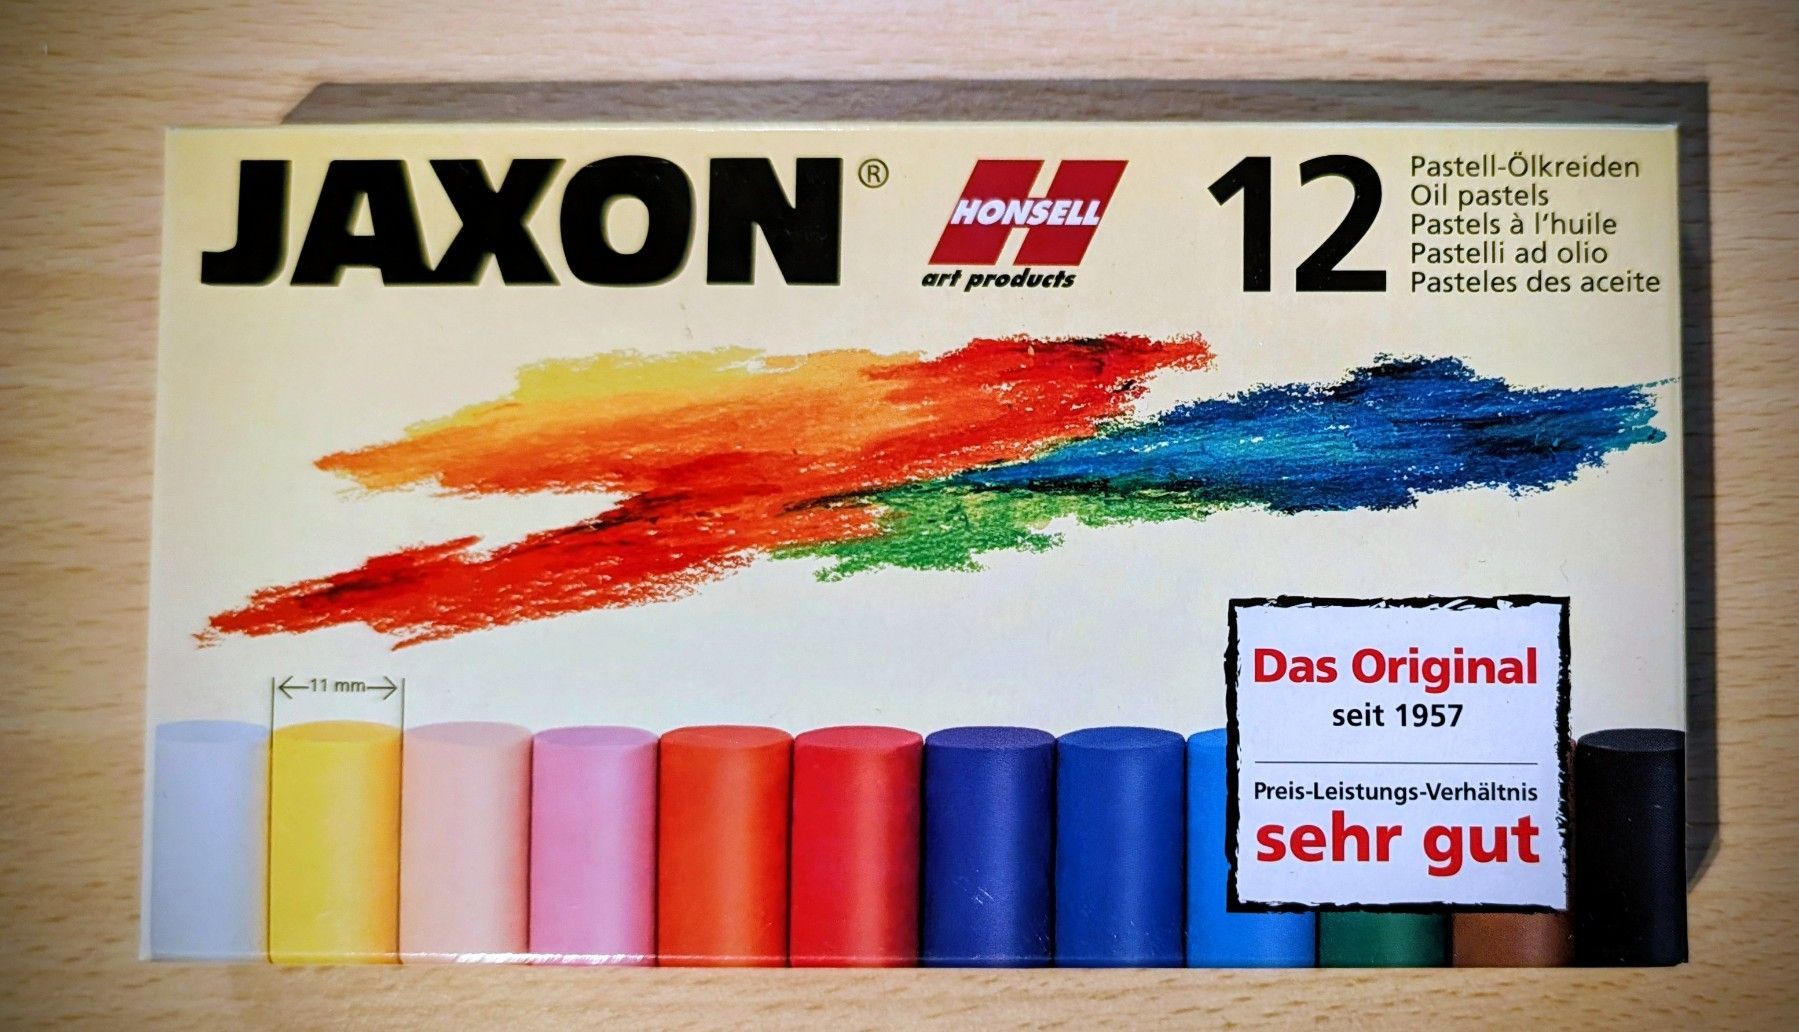 JAXON®
HONSELL
art products
12
Pastell-Ölkreiden
Oil pastels
Pastels à l'huile
Pastelli ad olio
Pasteles des aceite
11 mm
Das Original
seit 1957
Preis-Leistungs-Verhältnis
sehr gut